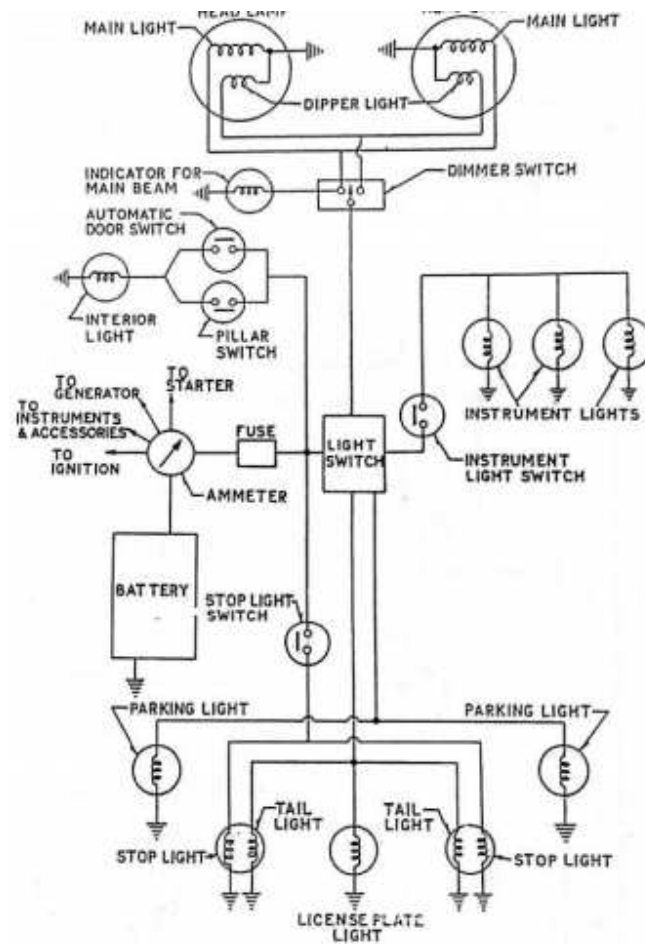 HEAD LAMP
MAIN LIGHT
MAIN LIGHT
DIPPER LIGHT
INDICATOR FOR
MAIN BEAM
DIMMER SWITCH
AUTOMATIC
DOOR SWITCH
INTERIOR
LIGHT
PILLAR
SWITCH
TO
GENERATOR
TO
STARTER
TO
INSTRUMENTS
& ACCESSORIES
TO
IGNITION
FUSE
LIGHT
SWITCH
INSTRUMENT LIGHTS
INSTRUMENT
LIGHT SWITCH
AMMETER
BATTERY
STOP LIGHT
SWITCH
PARKING LIGHT
PARKING LIGHT
TAIL
LIGHT
TAIL
LIGHT
STOP LIGHT
STOP LIGHT
LICENSE PLATE
LIGHT